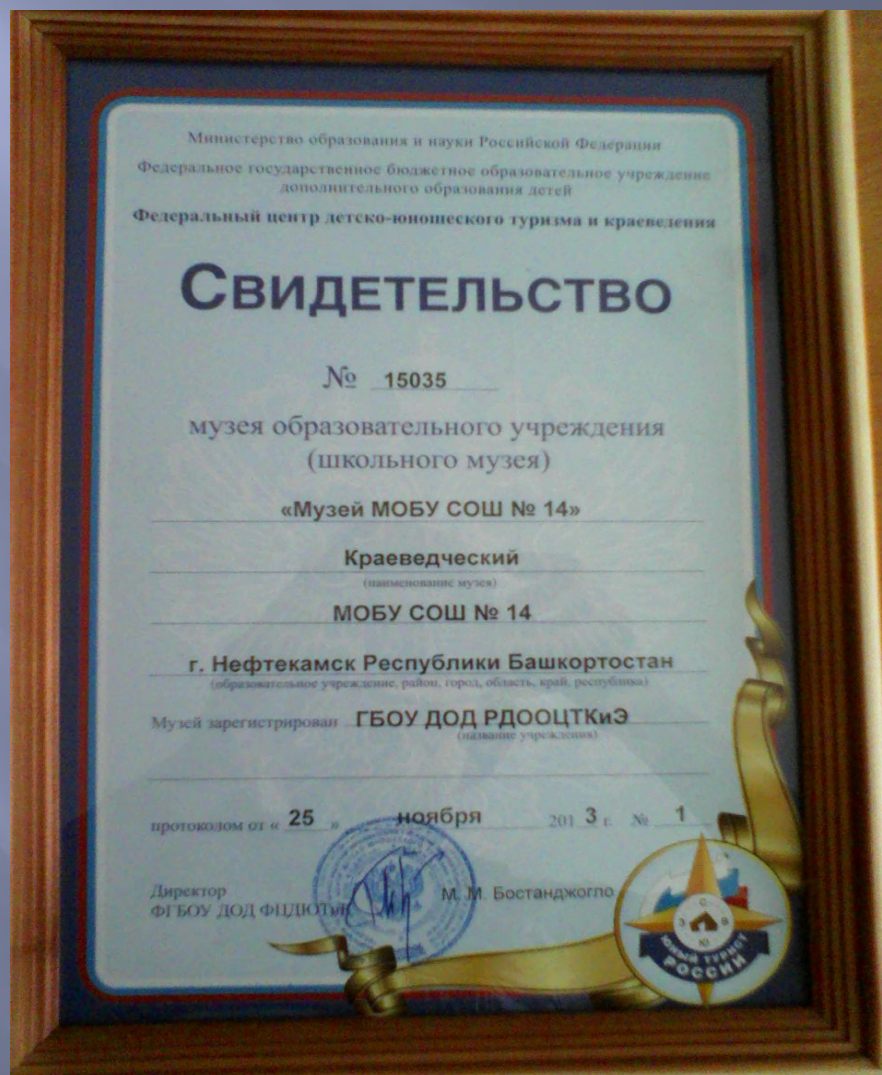 Министерство образования и науки Российской Федерации
Федеральное государственное бюджетное образовательное учреждение
дополнительного образования детей
Федеральный центр детско-юношеского туризма и краеведения
СВИДЕТЕЛЬСТВО
№ 15035
музея образовательного учреждения
(школьного музея)
«Музей МОБУ СОШ № 14»
Краеведческий
(наименование музея)
МОБУ СОШ № 14
г. Нефтекамск Республики Башкортостан
(образовательное учреждение, район, город, область, край, республика)
Музей зарегистрирован ГБОУ ДОД РДООЦТКиЭ
(название учреждения)
протоколом от « 25 » ноября 2013 г. № 1
Директор
ФГБОУ ДОД ФЦДЮТиК М. М. Бостанджогло
С
З В
Ю
ЮНЫЙ ТУРИСТ
РОССИИ